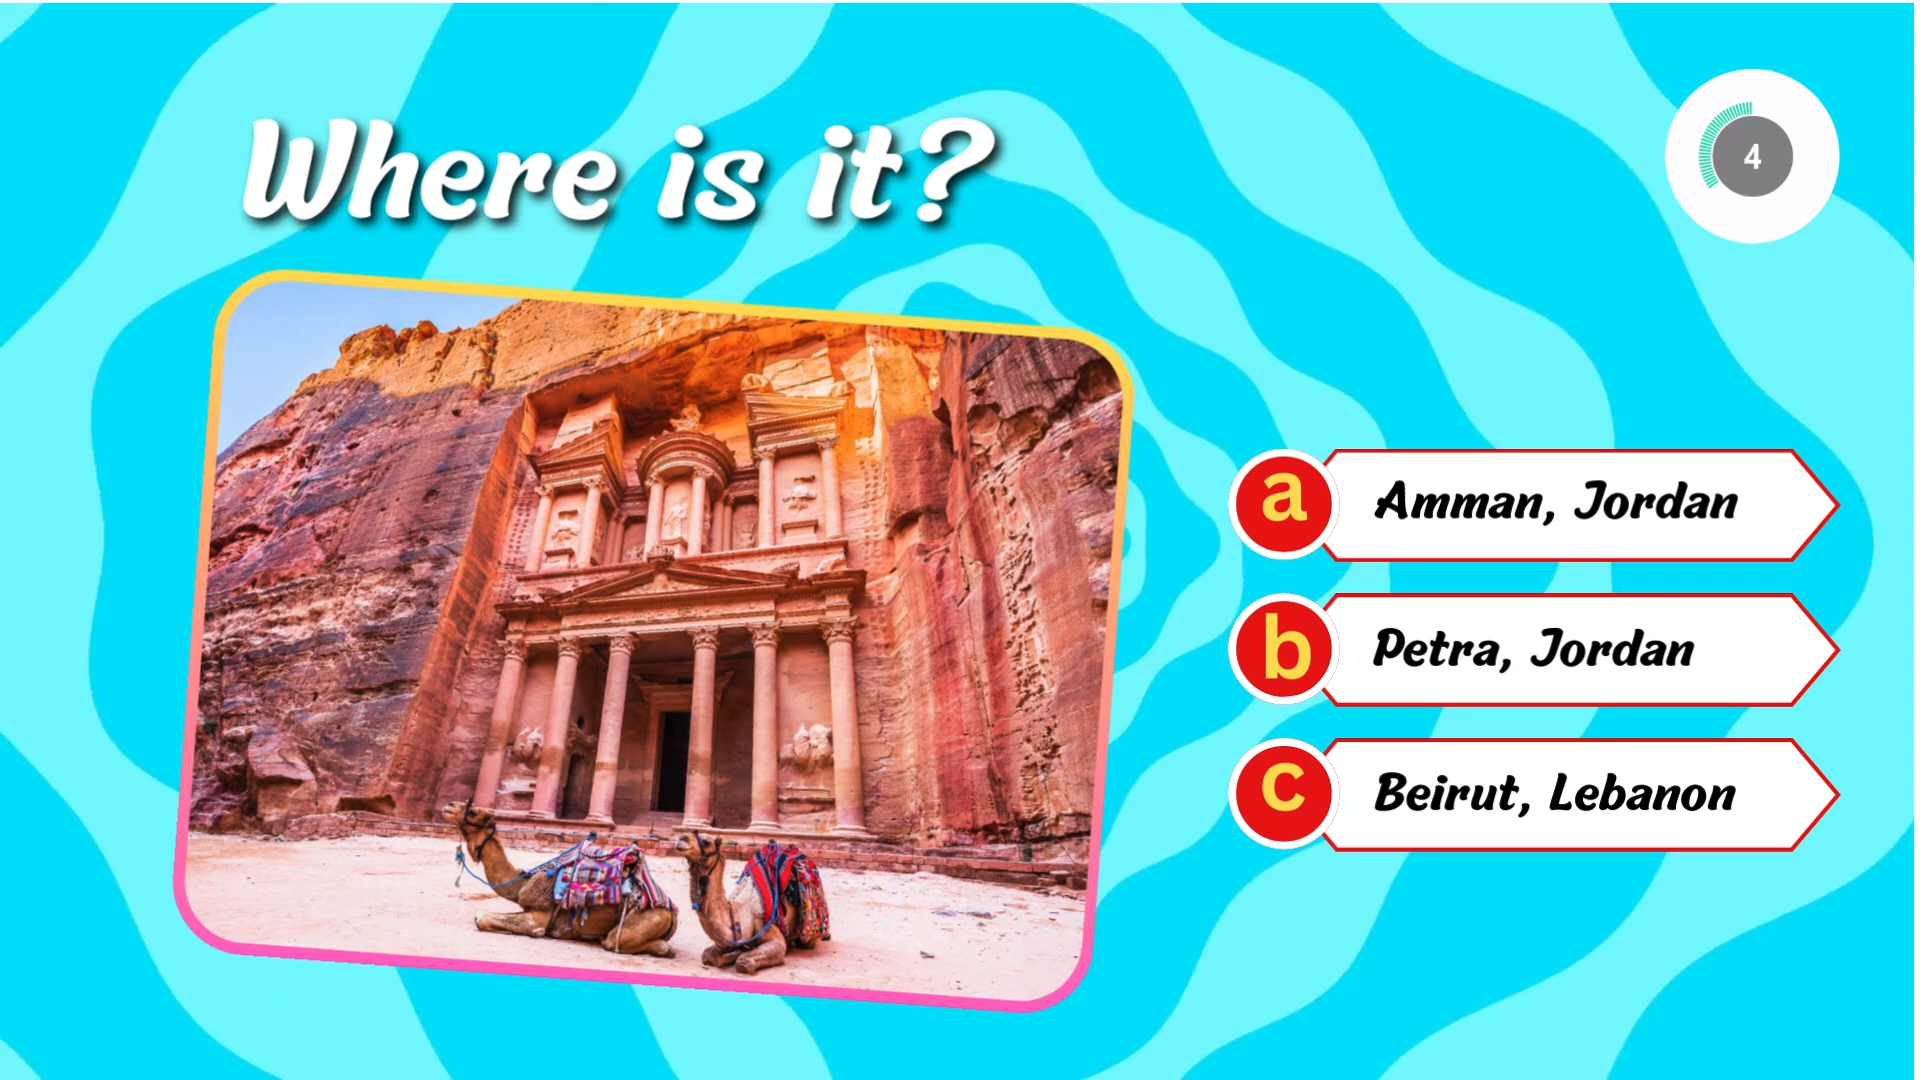 Where is it?
4
a
Amman, Jordan
b
Petra, Jordan
c
Beirut, Lebanon